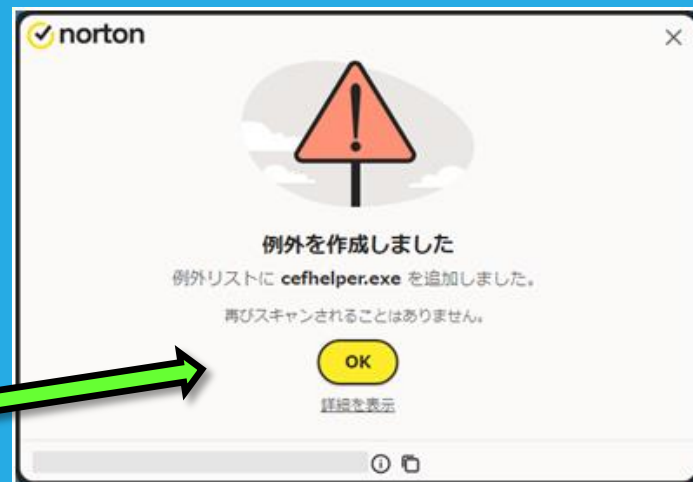 norton
例外を作成しました
例外リストに cefhelper.exe を追加しました。
再びスキャンされることはありません。
OK
詳細を表示